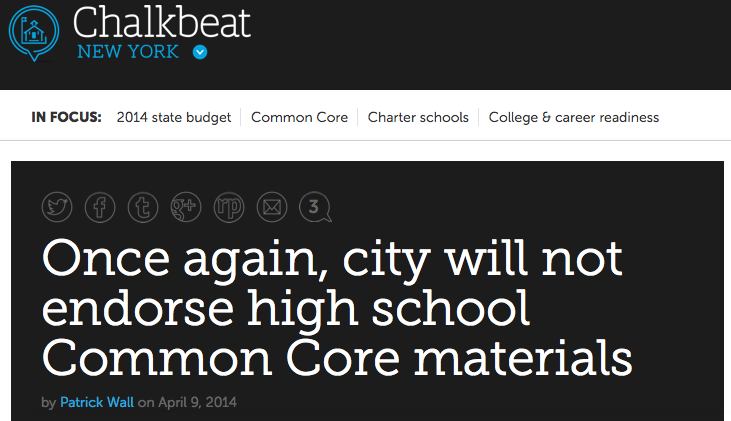 Chalkbeat
NEW YORK
IN FOCUS: 2014 state budget Common Core Charter schools College & career readiness
t f t g+ rp 3
Once again, city will not
endorse high school
Common Core materials
by Patrick Wall on April 9, 2014